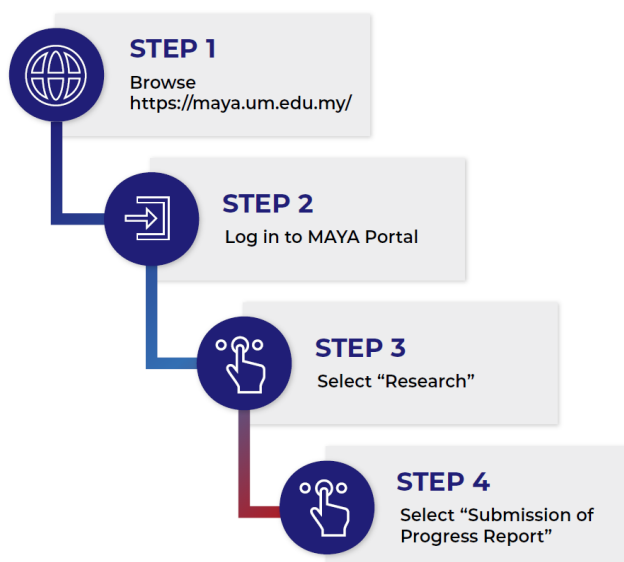 STEP 1
Browse
https://maya.um.edu.my/
STEP 2
Log in to MAYA Portal
STEP 3
Select “Research”
STEP 4
Select “Submission of
Progress Report”